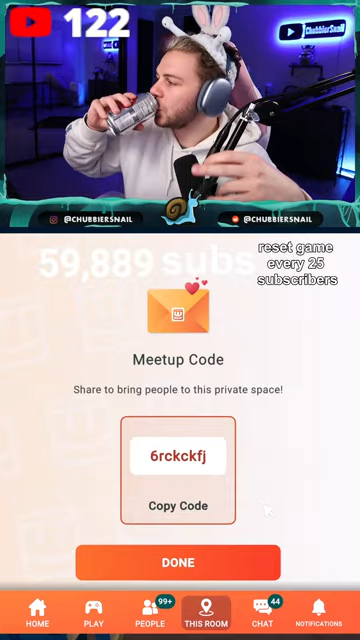 122
ChubbierSnail
@CHUBBIERSNAIL
@CHUBBIERSNAIL
59,889 subs
reset game
every 25
subscribers
Meetup Code
Share to bring people to this private space!
6rckckfj
Copy Code
DONE
HOME
PLAY
99+
PEOPLE
THIS ROOM
44
CHAT
NOTIFICATIONS